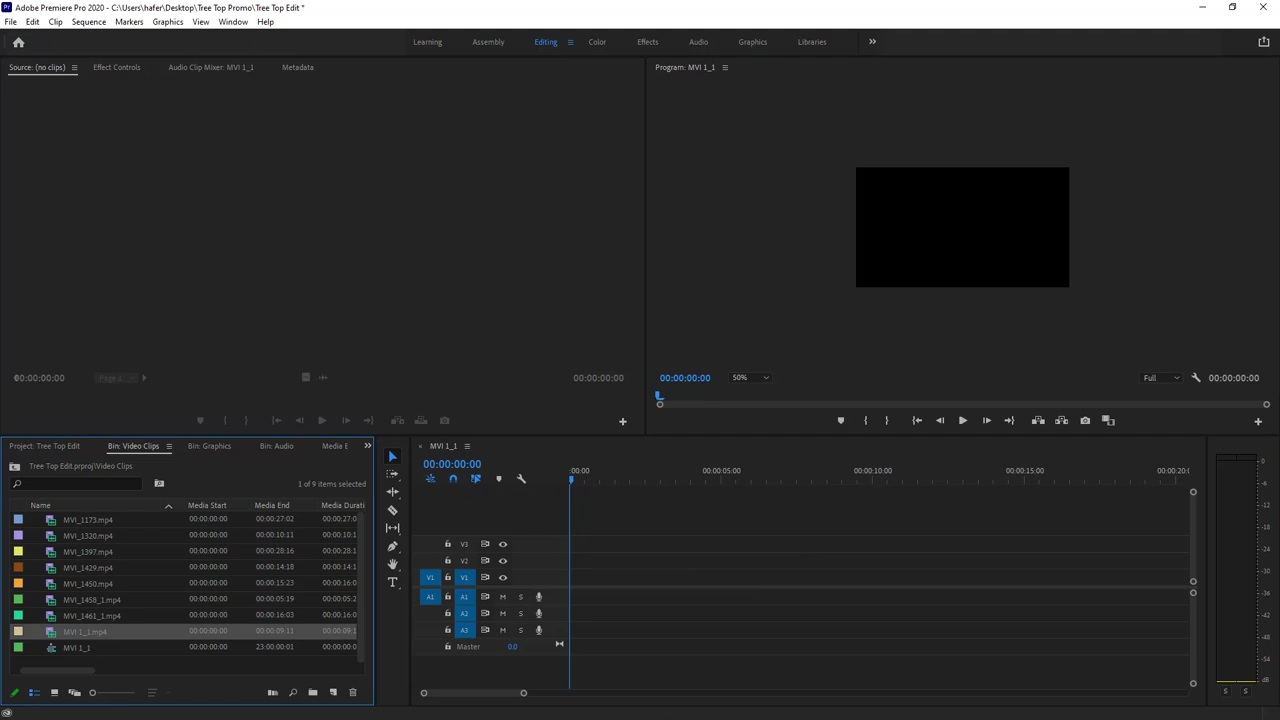 Adobe Premiere Pro 2020 - C:\Users\hafer\Desktop\Tree Top Promo\Tree Top Edit *
File Edit Clip Sequence Markers Graphics View Window Help
Learning Assembly Editing Color Effects Audio Graphics Libraries
Source: (no clips) Effect Controls Audio Clip Mixer: MVI 1_1 Metadata
Program: MVI 1_1
00:00:00:00 Page 1 00:00:00:00
00:00:00:00 50% Full 00:00:00:00
Project: Tree Top Edit Bin: Video Clips Bin: Graphics Bin: Audio Media E
Tree Top Edit.prproj\Video Clips
1 of 9 items selected
Name Media Start Media End Media Durati
MVI_1173.mp4 00:00:00:00 00:00:27:02 00:00:27:0
MVI_1320.mp4 00:00:00:00 00:00:10:11 00:00:10:1
MVI_1397.mp4 00:00:00:00 00:00:28:16 00:00:28:1
MVI_1429.mp4 00:00:00:00 00:00:14:18 00:00:14:1
MVI_1450.mp4 00:00:00:00 00:00:15:23 00:00:16:0
MVI_1458_1.mp4 00:00:00:00 00:00:05:19 00:00:05:2
MVI_1461_1.mp4 00:00:00:00 00:00:16:03 00:00:16:0
MVI 1_1.mp4 00:00:00:00 00:00:09:11 00:00:09:1
MVI 1_1 00:00:00:00 23:00:00:01 00:00:00:0
MVI 1_1
00:00:00:00
:00:00 00:00:05:00 00:00:10:00 00:00:15:00 00:00:20:0
V3
V2
V1 V1
A1 A1 M S
A2 M S
A3 M S
Master 0.0
0
-6
-12
-18
-24
-30
-36
-42
-48
-54
dB
S S